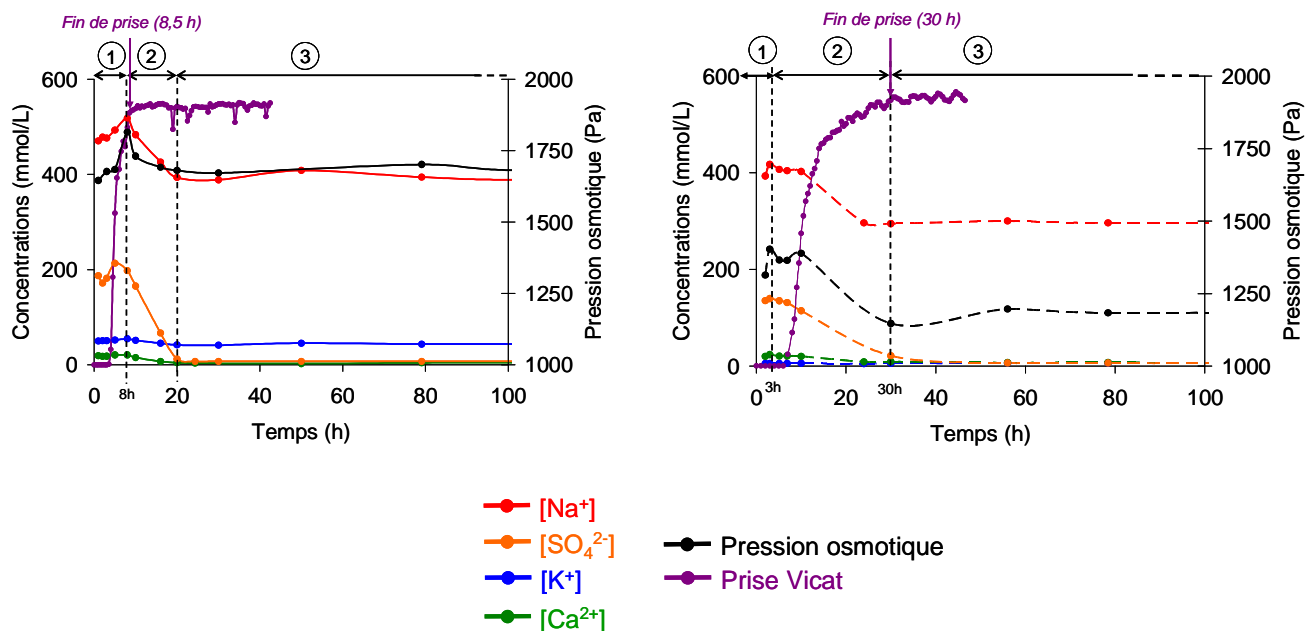 Fin de prise (8,5 h)
1 2 3
Concentrations (mmol/L)
600
400
200
0
2000
1750
1500
1250
1000
Pression osmotique (Pa)
8h
0 20 40 60 80 100
Temps (h)
Fin de prise (30 h)
1 2 3
Concentrations (mmol/L)
600
400
200
0
2000
1750
1500
1250
1000
Pression osmotique (Pa)
3h 30h
0 20 40 60 80 100
Temps (h)
[Na⁺]
[SO₄²⁻]
[K⁺]
[Ca²⁺]
Pression osmotique
Prise Vicat